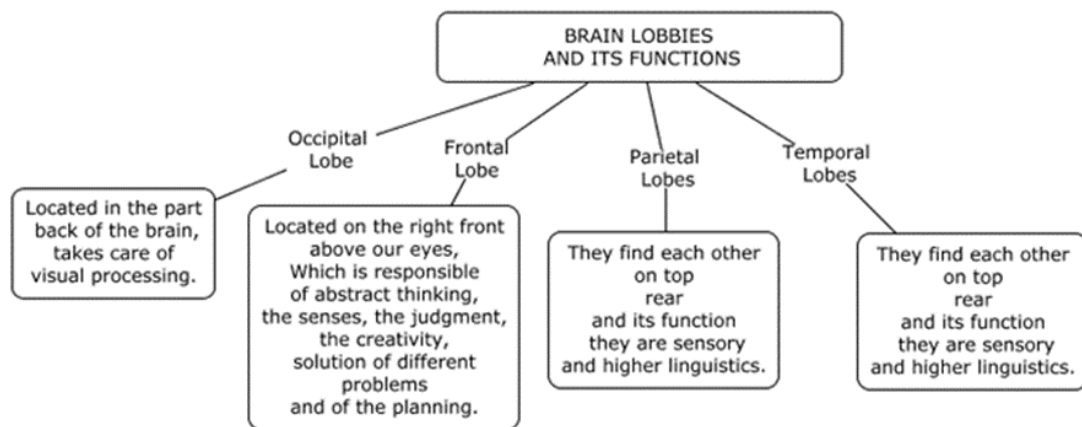 BRAIN LOBBIES
AND ITS FUNCTIONS
Occipital
Lobe
Located in the part
back of the brain,
takes care of
visual processing.
Frontal
Lobe
Located on the right front
above our eyes,
Which is responsible
of abstract thinking,
the senses, the judgment,
the creativity,
solution of different
problems
and of the planning.
Parietal
Lobes
They find each other
on top
rear
and its function
they are sensory
and higher linguistics.
Temporal
Lobes
They find each other
on top
rear
and its function
they are sensory
and higher linguistics.